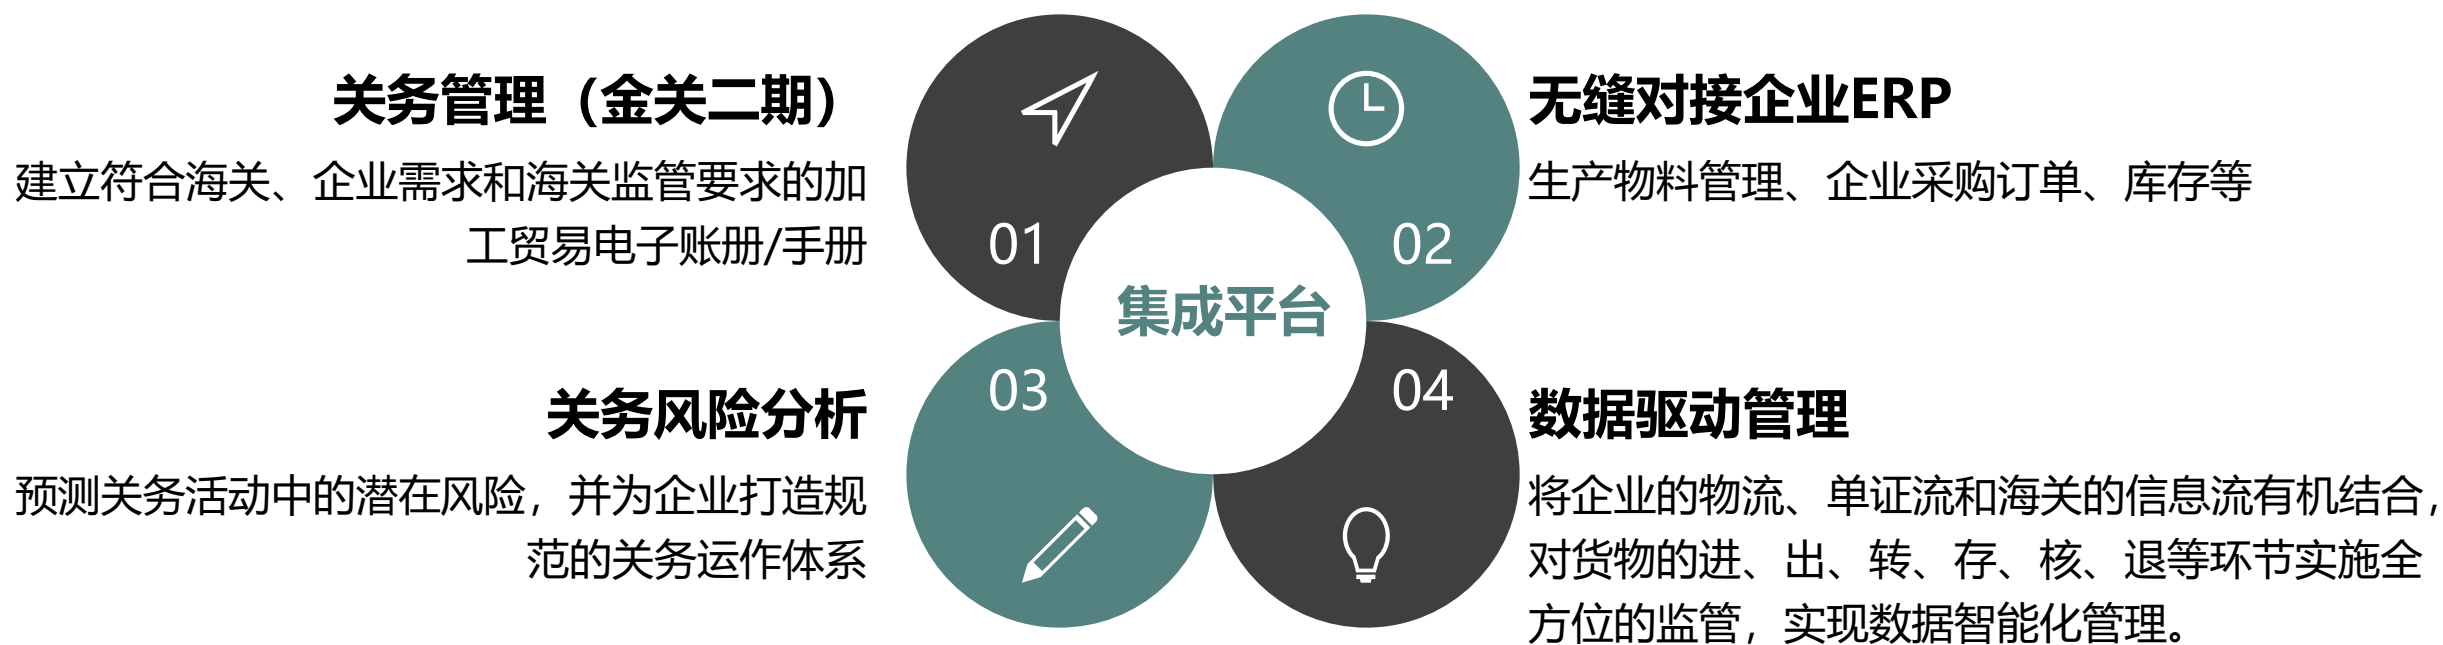 关务管理（金关二期）
建立符合海关、企业需求和海关监管要求的加
工贸易电子账册/手册
01
无缝对接企业ERP
生产物料管理、企业采购订单、库存等
02
集成平台
关务风险分析
预测关务活动中的潜在风险，并为企业打造规
范的关务运作体系
03
数据驱动管理
将企业的物流、单证流和海关的信息流有机结合，
对货物的进、出、转、存、核、退等环节实施全
方位的监管，实现数据智能化管理。
04